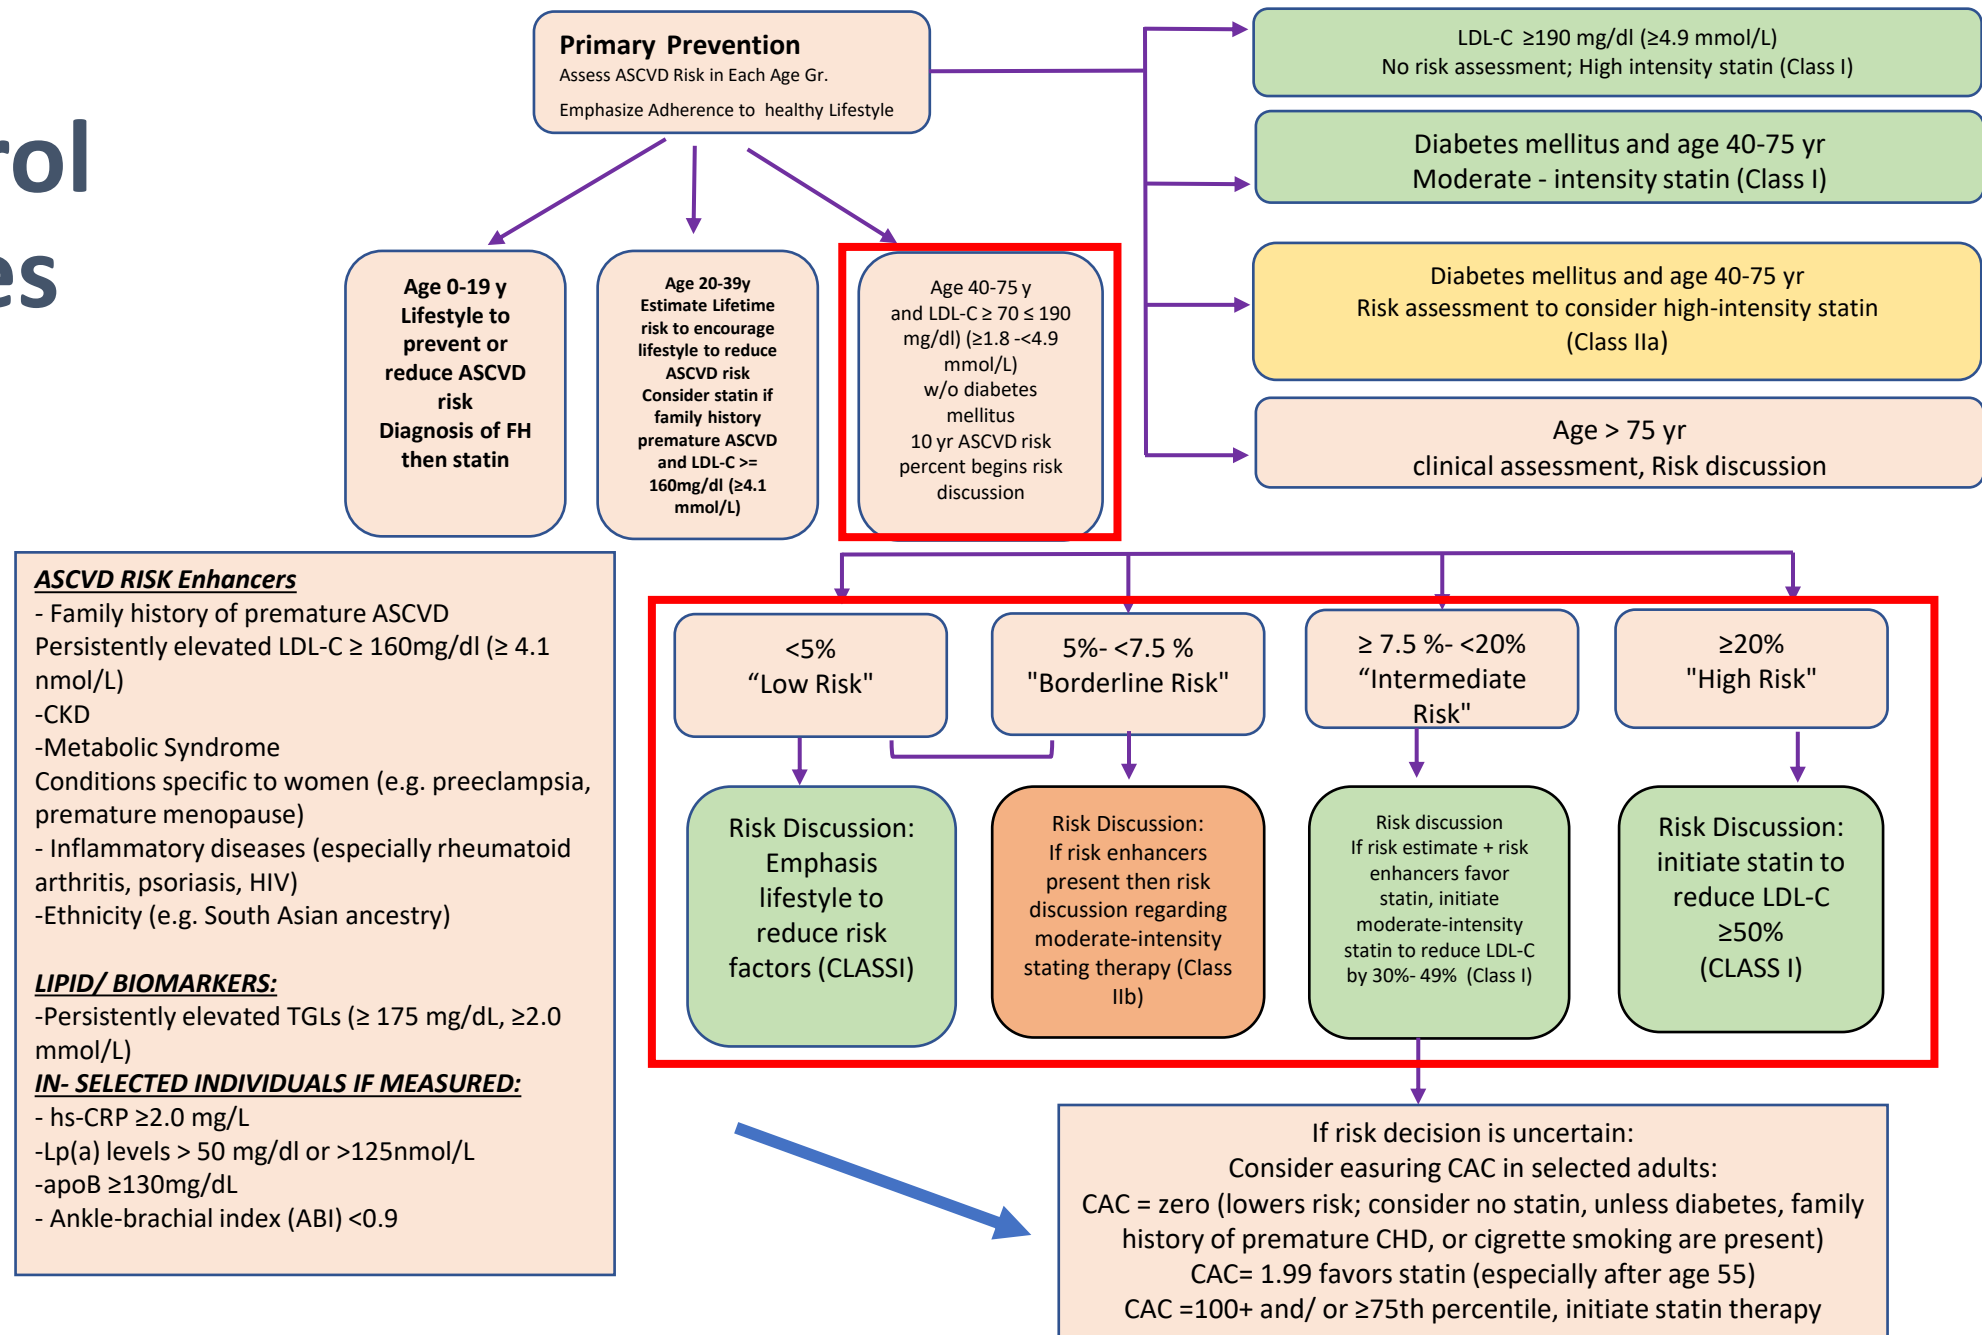 rol
es
Primary Prevention
Assess ASCVD Risk in Each Age Gr.
Emphasize Adherence to healthy Lifestyle
LDL-C ≥190 mg/dl (≥4.9 mmol/L)
No risk assessment; High intensity statin (Class I)
Diabetes mellitus and age 40-75 yr
Moderate - intensity statin (Class I)
Diabetes mellitus and age 40-75 yr
Risk assessment to consider high-intensity statin
(Class IIa)
Age > 75 yr
clinical assessment, Risk discussion
Age 0-19 y
Lifestyle to
prevent or
reduce ASCVD
risk
Diagnosis of FH
then statin
Age 20-39y
Estimate Lifetime
risk to encourage
lifestyle to reduce
ASCVD risk
Consider statin if
family history
premature ASCVD
and LDL-C >=
160mg/dl (≥4.1
mmol/L)
Age 40-75 y
and LDL-C ≥ 70 ≤ 190
mg/dl) (≥1.8 -<4.9
mmol/L)
w/o diabetes
mellitus
10 yr ASCVD risk
percent begins risk
discussion
ASCVD RISK Enhancers
- Family history of premature ASCVD
Persistently elevated LDL-C ≥ 160mg/dl (≥ 4.1
nmol/L)
-CKD
-Metabolic Syndrome
Conditions specific to women (e.g. preeclampsia,
premature menopause)
- Inflammatory diseases (especially rheumatoid
arthritis, psoriasis, HIV)
-Ethnicity (e.g. South Asian ancestry)
LIPID/ BIOMARKERS:
-Persistently elevated TGLs (≥ 175 mg/dL, ≥2.0
mmol/L)
IN- SELECTED INDIVIDUALS IF MEASURED:
- hs-CRP ≥2.0 mg/L
-Lp(a) levels > 50 mg/dl or >125nmol/L
-apoB ≥130mg/dL
- Ankle-brachial index (ABI) <0.9
<5%
“Low Risk"
5%- <7.5 %
"Borderline Risk"
≥ 7.5 %- <20%
“Intermediate
Risk"
≥20%
"High Risk"
Risk Discussion:
Emphasis
lifestyle to
reduce risk
factors (CLASSI)
Risk Discussion:
If risk enhancers
present then risk
discussion regarding
moderate-intensity
stating therapy (Class
IIb)
Risk discussion
If risk estimate + risk
enhancers favor
statin, initiate
moderate-intensity
statin to reduce LDL-C
by 30%- 49% (Class I)
Risk Discussion:
initiate statin to
reduce LDL-C
≥50%
(CLASS I)
If risk decision is uncertain:
Consider easuring CAC in selected adults:
CAC = zero (lowers risk; consider no statin, unless diabetes, family
history of premature CHD, or cigrette smoking are present)
CAC= 1.99 favors statin (especially after age 55)
CAC =100+ and/ or ≥75th percentile, initiate statin therapy